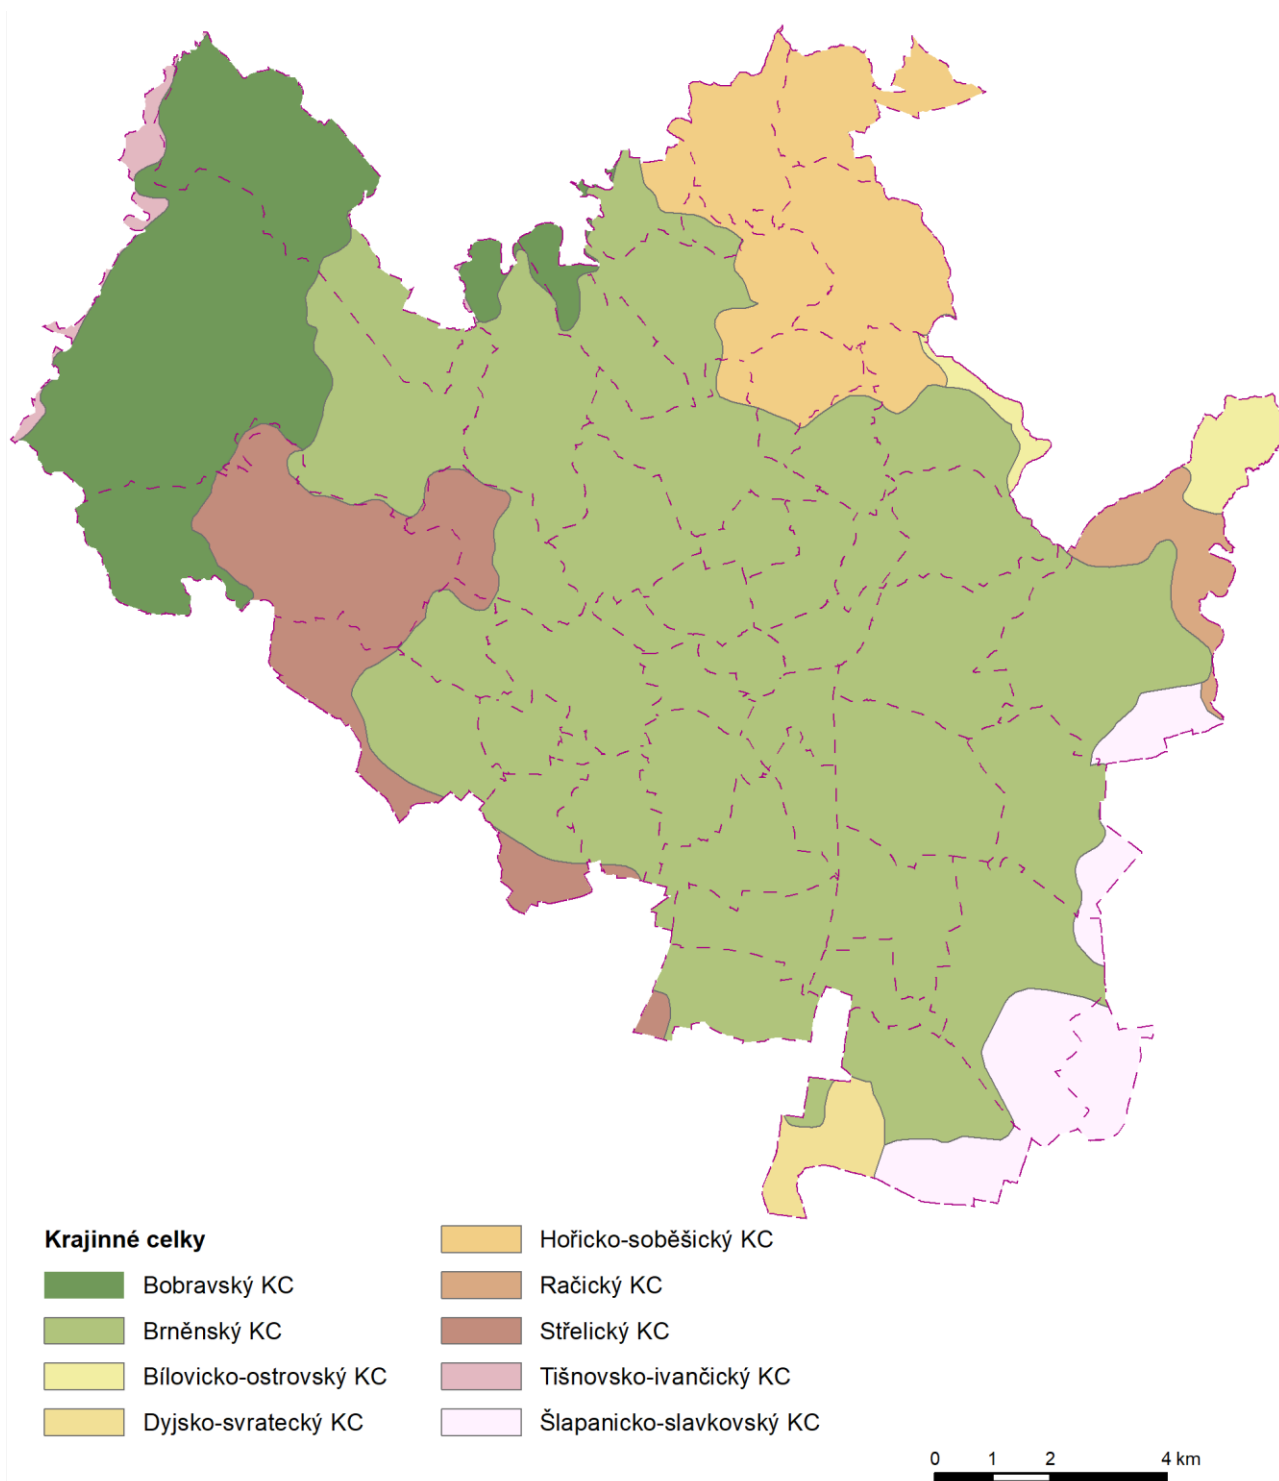 Krajinné celky
Bobravský KC
Brněnský KC
Bílovicko-ostrovský KC
Dyjsko-svratecký KC
Hořicko-soběšický KC
Račický KC
Střelický KC
Tišnovsko-ivančický KC
Šlapanicko-slavkovský KC
0 1 2 4 km